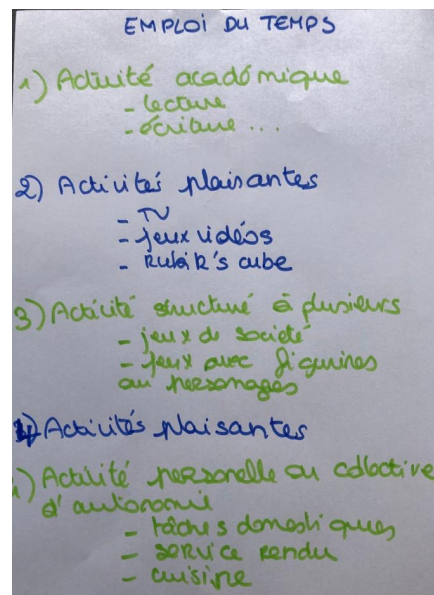 EMPLOI DU TEMPS
1) Activité académique
- lecture
- écriture ...
2) Activités plaisantes
- TV
- jeux vidéos
- Rubik's cube
3) Activité structuré à plusieurs
- jeux de société
- jeux avec figurines
ou personages
4) Activités plaisantes
) Activité personelle ou collective
d'autonomie
- tâches domestiques
- service rendu
- cuisine